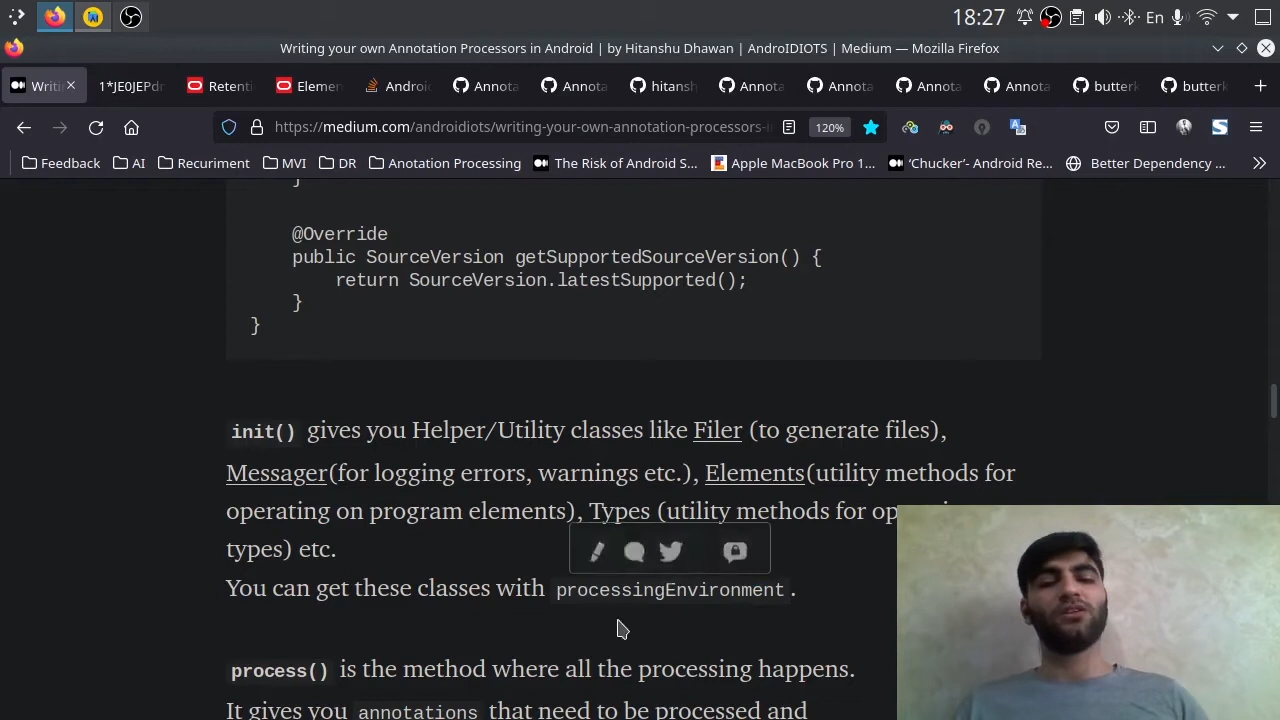 18:27
En
Writing your own Annotation Processors in Android | by Hitanshu Dhawan | AndroIDIOTS | Medium — Mozilla Firefox
Writi
1*JE0JEPdr
Retenti
Elemen
Androi
Annota
Annota
hitansh
Annota
Annota
Annota
Annota
butterk
butterk
https://medium.com/androidiots/writing-your-own-annotation-processors-i
120%
Feedback AI Recuriment MVI DR Anotation Processing The Risk of Android S... Apple MacBook Pro 1... 'Chucker'- Android Re... Better Dependency ...
}
@Override
public SourceVersion getSupportedSourceVersion() {
return SourceVersion.latestSupported();
}
}
init() gives you Helper/Utility classes like Filer (to generate files),
Messager(for logging errors, warnings etc.), Elements(utility methods for
operating on program elements), Types (utility methods for
types) etc.
You can get these classes with processingEnvironment.
process() is the method where all the processing happens.
It gives you annotations that need to be processed and